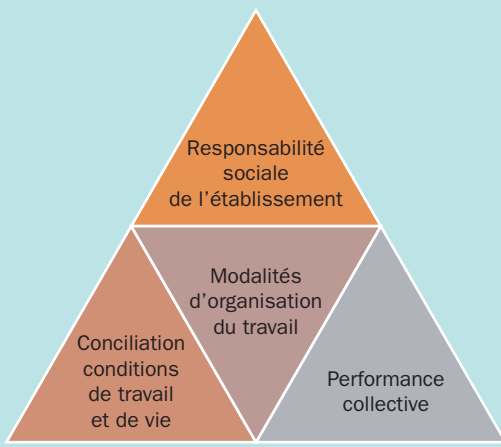 Responsabilité
sociale
de l'établissement
Modalités
d'organisation
du travail
Conciliation
conditions
de travail
et de vie
Performance
collective